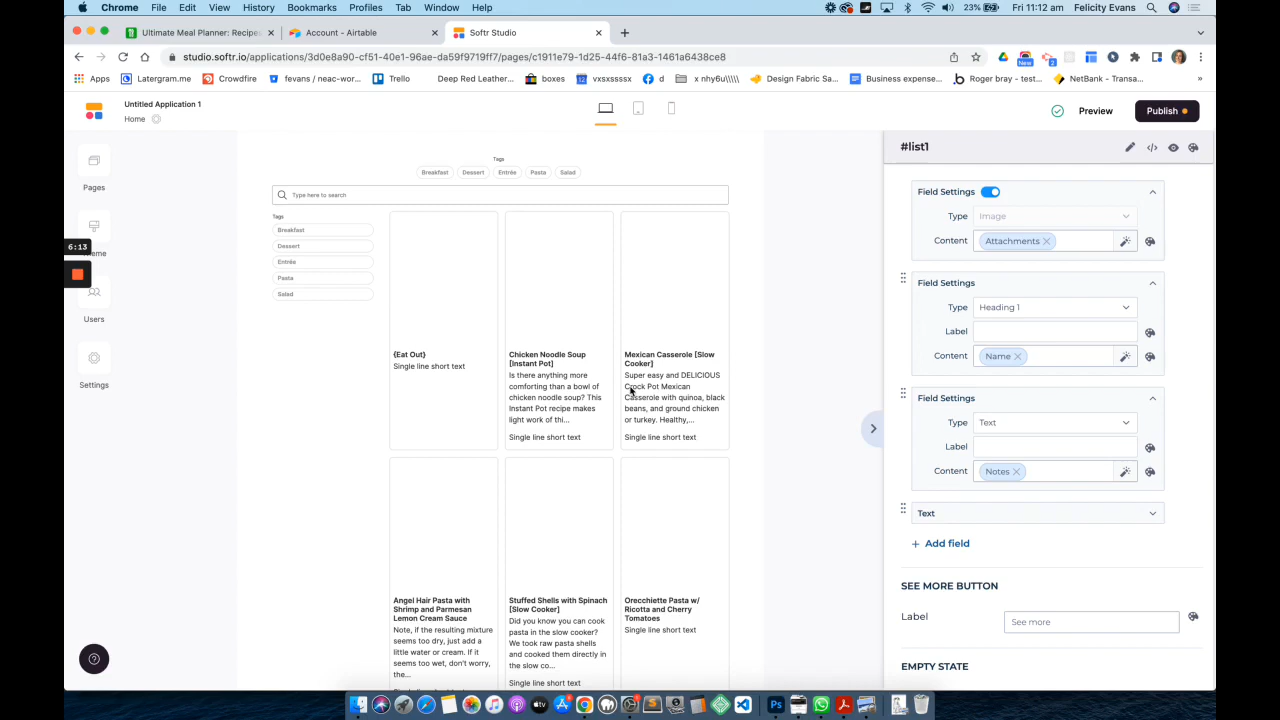 Chrome File Edit View History Bookmarks Profiles Tab Window Help
23% Fri 11:12 am Felicity Evans
Ultimate Meal Planner: Recipes
Account - Airtable
Softr Studio
studio.softr.io/applications/3d0e8a90-cf51-40e1-96ae-da59f9719ff7/pages/c1911e79-1d25-44f6-81a3-1461a6438ce8
New
Apps Latergram.me Crowdfire fevans / neac-wor... Trello Deep Red Leather... boxes vxsxssssx x nhy6u\\\\\ Design Fabric Sa... Business expense... Roger bray - test... NetBank - Transa...
Untitled Application 1
Home
Preview
Publish
Pages
6:13
Users
Settings
Tags
Breakfast Dessert Entrée Pasta Salad
Type here to search
Tags
Breakfast
Dessert
Entrée
Pasta
Salad
{Eat Out}
Single line short text
Chicken Noodle Soup
[Instant Pot]
Is there anything more
comforting than a bowl of
chicken noodle soup? This
Instant Pot recipe makes
light work of thi...
Single line short text
Mexican Casserole [Slow
Cooker]
Super easy and DELICIOUS
Crock Pot Mexican
Casserole with quinoa, black
beans, and ground chicken
or turkey. Healthy,...
Single line short text
Angel Hair Pasta with
Shrimp and Parmesan
Lemon Cream Sauce
Note, if the resulting mixture
seems too dry, just add a
little water or cream. If it
seems too wet, don't worry,
the...
Stuffed Shells with Spinach
[Slow Cooker]
Did you know you can cook
pasta in the slow cooker?
We took raw pasta shells
and cooked them directly in
the slow co...
Single line short text
Orecchiette Pasta w/
Ricotta and Cherry
Tomatoes
Single line short text
#list1
Field Settings
Type Image
Content Attachments
Field Settings
Type Heading 1
Label
Content Name
Field Settings
Type Text
Label
Content Notes
Text
+ Add field
SEE MORE BUTTON
Label See more
EMPTY STATE